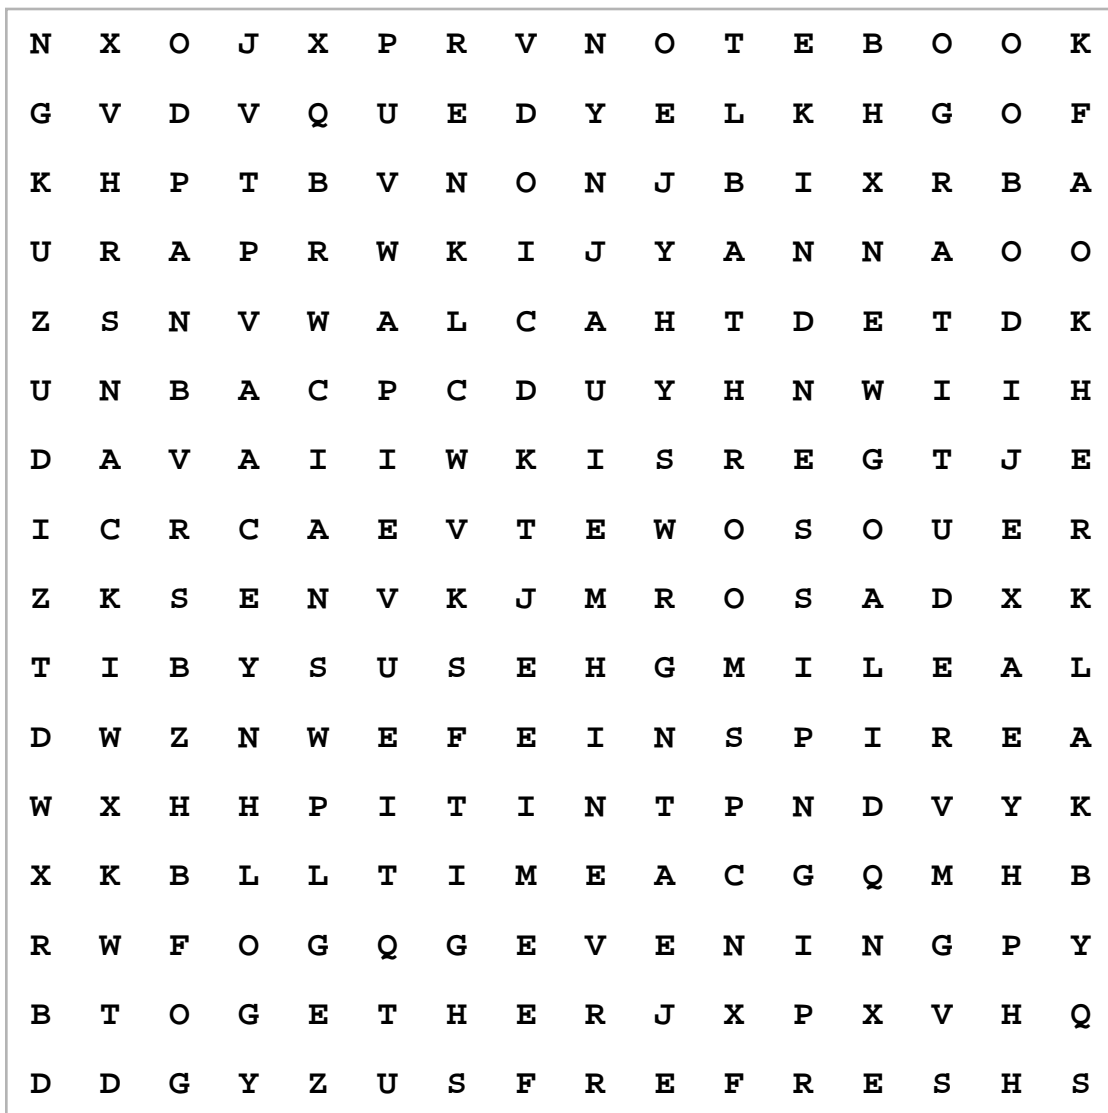 N X O J X P R V N O T E B O O K
G V D V Q U E D Y E L K H G O F
K H P T B V N O N J B I X R B A
U R A P R W K I J Y A N N A O O
Z S N V W A L C A H T D E T D K
U N B A C P C D U Y H N W I I H
D A V A I I W K I S R E G T J E
I C R C A E V T E W O S O U E R
Z K S E N V K J M R O S A D X K
T I B Y S U S E H G M I L E A L
D W Z N W E F E I N S P I R E A
W X H H P I T I N T P N D V Y K
X K B L L T I M E A C G Q M H B
R W F O G Q G E V E N I N G P Y
B T O G E T H E R J X P X V H Q
D D G Y Z U S F R E F R E S H S